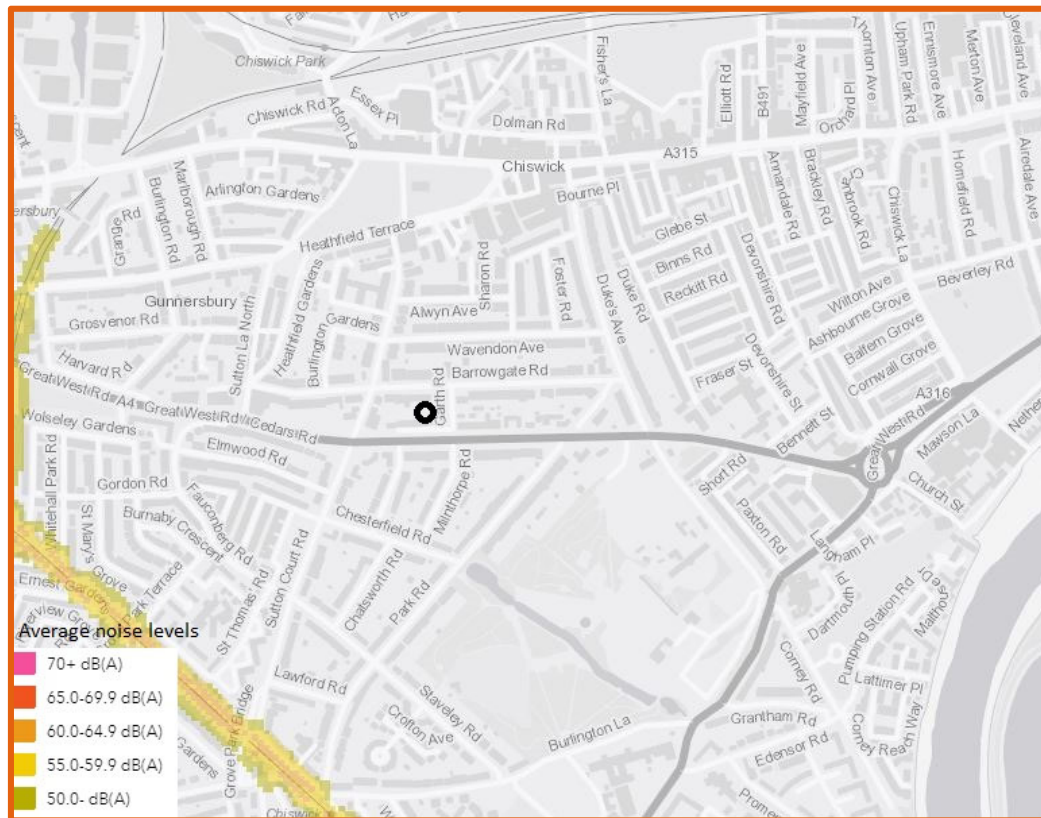 Chiswick Park
Fisher's La
Elliott Rd
B491
Mayfield Ave
Orchard Pl
Thornton Ave
Upham Park Rd
Ennismore Ave
Merton Ave
Cleveland Ave
Essex Pl
Acton La
Chiswick Rd
Dolman Rd
Chiswick
A315
Marlborough Rd
Burlington Rd
Arlington Gardens
Bourne Pl
Annandale Rd
Brackley Rd
Cranbrook Rd
Chiswick La
Homefield Rd
Airedale Ave
Grange Rd
Heathfield Terrace
Glebe St
Binns Rd
Reckitt Rd
Devonshire Rd
Beverley Rd
Sharon Rd
Foster Rd
Duke Rd
Duke's Ave
Gunnersbury
Grosvenor Rd
Sutton La North
Heathfield Gardens
Burlington
Gardens
Alwyn Ave
Wilton Ave
Ashbourne Grove
Balfern Grove
Cornwall Grove
Wavendon Ave
Barrowgate Rd
Garth Rd
Fraser St
Devonshire St
Bennett St
Harvard Rd
Great West Rd A4
Great West Rd
Cedars Rd
A316
Great West Rd
Mawson La
Wolseley Gardens
Elmwood Rd
Whitehall Park Rd
Gordon Rd
Milnthorpe Rd
Short Rd
Church St
St Mary's Grove
Burnaby Crescent
Fauconberg Rd
Chesterfield Rd
Paxton Rd
Langham Pl
Park Terrace
St Thomas Rd
Sutton Court Rd
Chatsworth Rd
Park Rd
Dartmouth Pl
Pumping Station Rd
Malthouse Dr
Average noise levels
70+ dB(A)
65.0-69.9 dB(A)
60.0-64.9 dB(A)
55.0-59.9 dB(A)
50.0- dB(A)
Lawford Rd
Staveley Rd
Crofton Ave
Grove Park Bridge
Gardens
Burlington La
Corney Rd
Grantham Rd
Edensor Rd
Lattimer Pl
Corney Reach Way
Chiswick